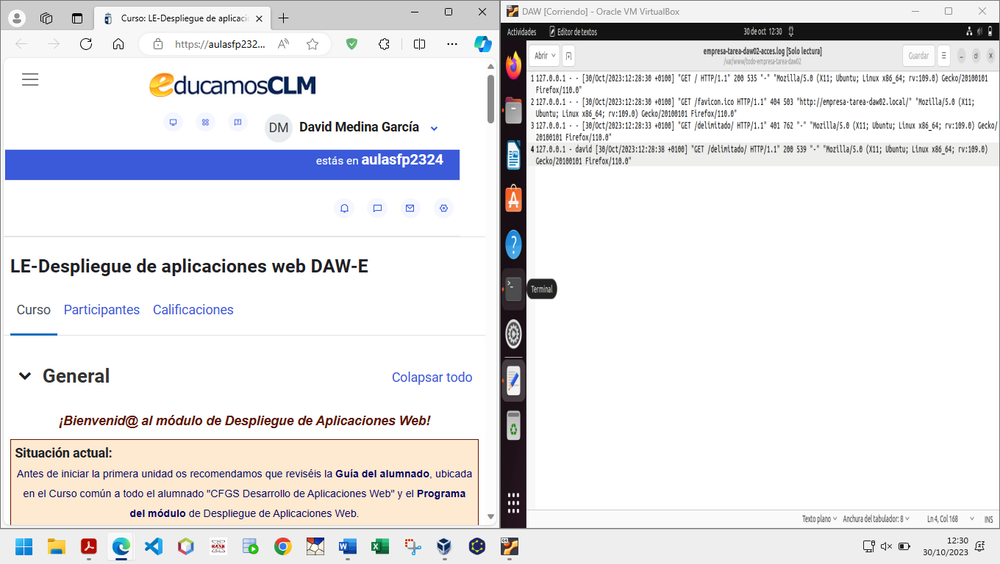 Curso: LE-Despliegue de aplicacio
https://aulasfp232...
educamosCLM
DM David Medina García
estás en aulasfp2324
LE-Despliegue de aplicaciones web DAW-E
Curso Participantes Calificaciones
General
Colapsar todo
¡Bienvenid@ al módulo de Despliegue de Aplicaciones Web!
Situación actual:
Antes de iniciar la primera unidad os recomendamos que reviséis la Guía del alumnado, ubicada
en el Curso común a todo el alumnado "CFGS Desarrollo de Aplicaciones Web" y el Programa
del módulo de Despliegue de Aplicaciones Web.
DAW [Corriendo] - Oracle VM VirtualBox
Actividades Editor de textos 30 de oct 12:30
Abrir
empresa-tarea-daw02-acces.log [Solo lectura]
/var/www/todo-empresa-tarea-daw02
Guardar
1 127.0.0.1 - - [30/Oct/2023:12:28:30 +0100] "GET / HTTP/1.1" 200 535 "-" "Mozilla/5.0 (X11; Ubuntu; Linux x86_64; rv:109.0) Gecko/20100101
Firefox/110.0"
2 127.0.0.1 - - [30/Oct/2023:12:28:30 +0100] "GET /favicon.ico HTTP/1.1" 404 503 "http://empresa-tarea-daw02.local/" "Mozilla/5.0 (X11;
Ubuntu; Linux x86_64; rv:109.0) Gecko/20100101 Firefox/110.0"
3 127.0.0.1 - - [30/Oct/2023:12:28:33 +0100] "GET /delimitado/ HTTP/1.1" 401 762 "-" "Mozilla/5.0 (X11; Ubuntu; Linux x86_64; rv:109.0) Gecko/
20100101 Firefox/110.0"
4 127.0.0.1 - david [30/Oct/2023:12:28:38 +0100] "GET /delimitado/ HTTP/1.1" 200 539 "-" "Mozilla/5.0 (X11; Ubuntu; Linux x86_64; rv:109.0)
Gecko/20100101 Firefox/110.0"
Terminal
Texto plano Anchura del tabulador: 8 Ln 4, Col 168 INS
12:30
30/10/2023